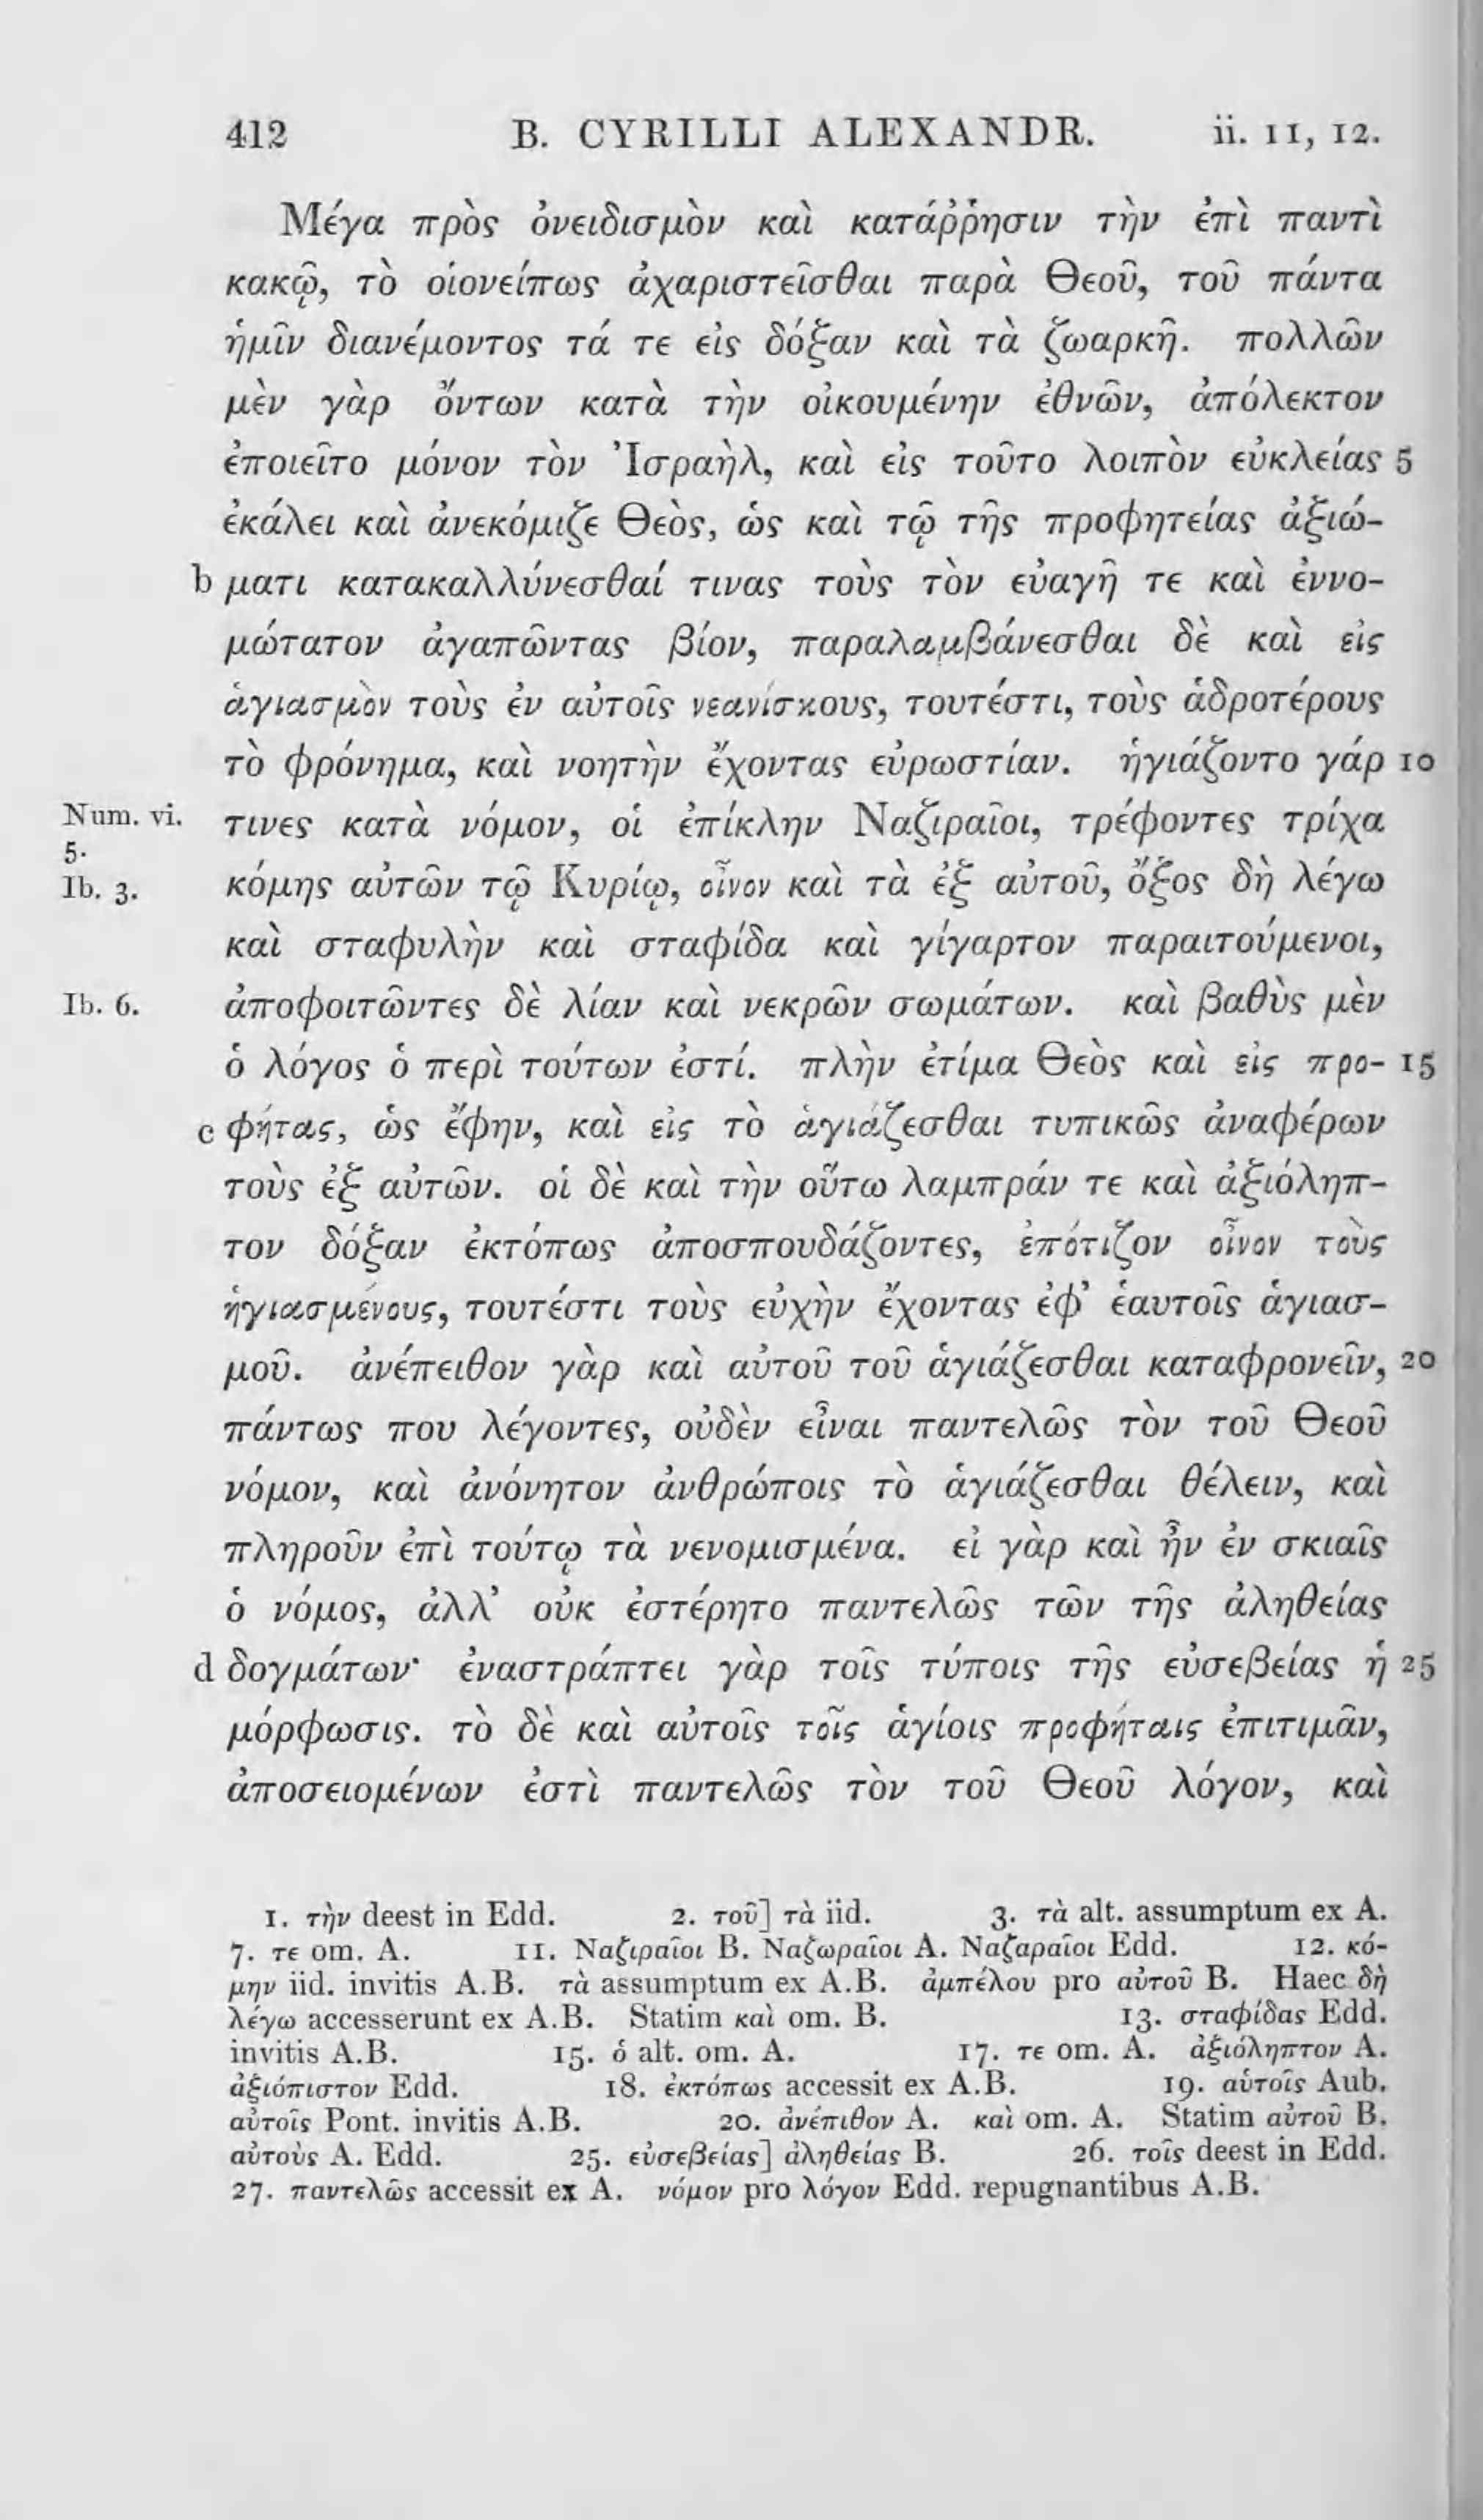 412 B. CYRILLI ALEXANDR. ii. 11, 12.
Μέγα πρὸς ὀνειδισμὸν καὶ κατάῤῥησιν τὴν ἐπὶ παντὶ
κακῷ, τὸ οἱονείπως ἀχαριστεῖσθαι παρὰ Θεοῦ, τοῦ πάντα
ἡμῖν διανέμοντος τά τε εἰς δόξαν καὶ τὰ ζωαρκῆ. πολλῶν
μὲν γὰρ ὄντων κατὰ τὴν οἰκουμένην ἐθνῶν, ἀπόλεκτον
ἐποιεῖτο μόνον τὸν Ἰσραὴλ, καὶ εἰς τοῦτο λοιπὸν εὐκλείας 5
ἐκάλει καὶ ἀνεκόμιζε Θεὸς, ὡς καὶ τῷ τῆς προφητείας ἀξιώ-
b ματι κατακαλλύνεσθαί τινας τοὺς τὸν εὐαγῆ τε καὶ ἐννο-
μώτατον ἀγαπῶντας βίον, παραλαμβάνεσθαι δὲ καὶ εἰς
ἁγιασμὸν τοὺς ἐν αὐτοῖς νεανίσκους, τουτέστι, τοὺς ἁδροτέρους
τὸ φρόνημα, καὶ νοητὴν ἔχοντας εὐρωστίαν. ἡγιάζοντο γάρ 10
Num. vi. 5. τινες κατὰ νόμον, οἱ ἐπίκλην Ναζιραῖοι, τρέφοντες τρίχα
Ib. 3. κόμης αὐτῶν τῷ Κυρίῳ, οἶνον καὶ τὰ ἐξ αὐτοῦ, ὄξος δὴ λέγω
καὶ σταφυλὴν καὶ σταφίδα καὶ γίγαρτον παραιτούμενοι,
Ib. 6. ἀποφοιτῶντες δὲ λίαν καὶ νεκρῶν σωμάτων. καὶ βαθὺς μὲν
ὁ λόγος ὁ περὶ τούτων ἐστί. πλὴν ἐτίμα Θεὸς καὶ εἰς προ- 15
c φήτας, ὡς ἔφην, καὶ εἰς τὸ ἁγιάζεσθαι τυπικῶς ἀναφέρων
τοὺς ἐξ αὐτῶν. οἱ δὲ καὶ τὴν οὕτω λαμπράν τε καὶ ἀξιόληπ-
τον δόξαν ἐκτόπως ἀποσπουδάζοντες, ἐπότιζον οἶνον τοὺς
ἡγιασμένους, τουτέστι τοὺς εὐχὴν ἔχοντας ἐφ’ ἑαυτοῖς ἁγιασ-
μοῦ. ἀνέπειθον γὰρ καὶ αὐτοῦ τοῦ ἁγιάζεσθαι καταφρονεῖν, 20
πάντως που λέγοντες, οὐδὲν εἶναι παντελῶς τὸν τοῦ Θεοῦ
νόμον, καὶ ἀνόνητον ἀνθρώποις τὸ ἁγιάζεσθαι θέλειν, καὶ
πληροῦν ἐπὶ τούτῳ τὰ νενομισμένα. εἰ γὰρ καὶ ἦν ἐν σκιαῖς
ὁ νόμος, ἀλλ’ οὐκ ἐστέρητο παντελῶς τῶν τῆς ἀληθείας
d δογμάτων· ἐναστράπτει γὰρ τοῖς τύποις τῆς εὐσεβείας ἡ 25
μόρφωσις. τὸ δὲ καὶ αὐτοῖς τοῖς ἁγίοις προφήταις ἐπιτιμᾶν,
ἀποσειομένων ἐστὶ παντελῶς τὸν τοῦ Θεοῦ λόγον, καὶ
1. τὴν deest in Edd. 2. τοῦ] τὰ iid. 3. τὰ alt. assumptum ex A.
7. τε om. A. 11. Ναζιραῖοι B. Ναζωραῖοι A. Ναζαραῖοι Edd. 12. κό-
μην iid. invitis A.B. τὰ assumptum ex A.B. ἀμπέλου pro αὐτοῦ B. Haec δὴ
λέγω accesserunt ex A.B. Statim καὶ om. B. 13. σταφίδας Edd.
invitis A.B. 15. ὁ alt. om. A. 17. τε om. A. ἀξιόληπτον A.
ἀξιόπιστον Edd. 18. ἐκτόπως accessit ex A.B. 19. αὑτοῖς Aub.
αὐτοῖς Pont. invitis A.B. 20. ἀνέπιθον A. καὶ om. A. Statim αὐτοῦ B.
αὐτοὺς A. Edd. 25. εὐσεβείας] ἀληθείας B. 26. τοῖς deest in Edd.
27. παντελῶς accessit ex A. νόμον pro λόγον Edd. repugnantibus A.B.